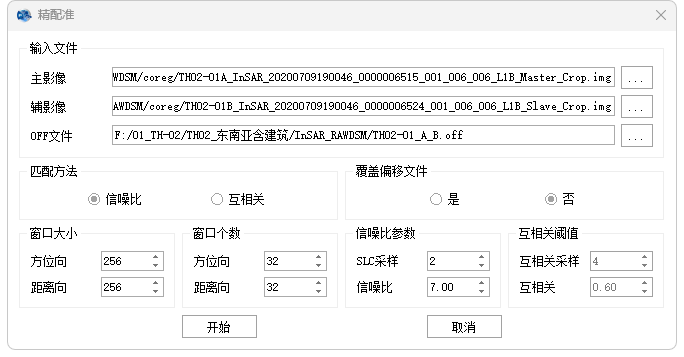 精配准
输入文件
主影像 WDSM/coreg/TH02-01A_InSAR_20200709190046_0000006515_001_006_006_L1B_Master_Crop.img ...
辅影像 AWDSM/coreg/TH02-01B_InSAR_20200709190046_0000006524_001_006_006_L1B_Slave_Crop.img ...
OFF文件 F:/01_TH-02/TH02_东南亚含建筑/InSAR_RAWDSM/TH02-01_A_B.off ...
匹配方法 覆盖偏移文件
信噪比 互相关 是 否
窗口大小 窗口个数 信噪比参数 互相关阈值
方位向 256 方位向 32 SLC采样 2 互相关采样 4
距离向 256 距离向 32 信噪比 7.00 互相关 0.60
开始 取消